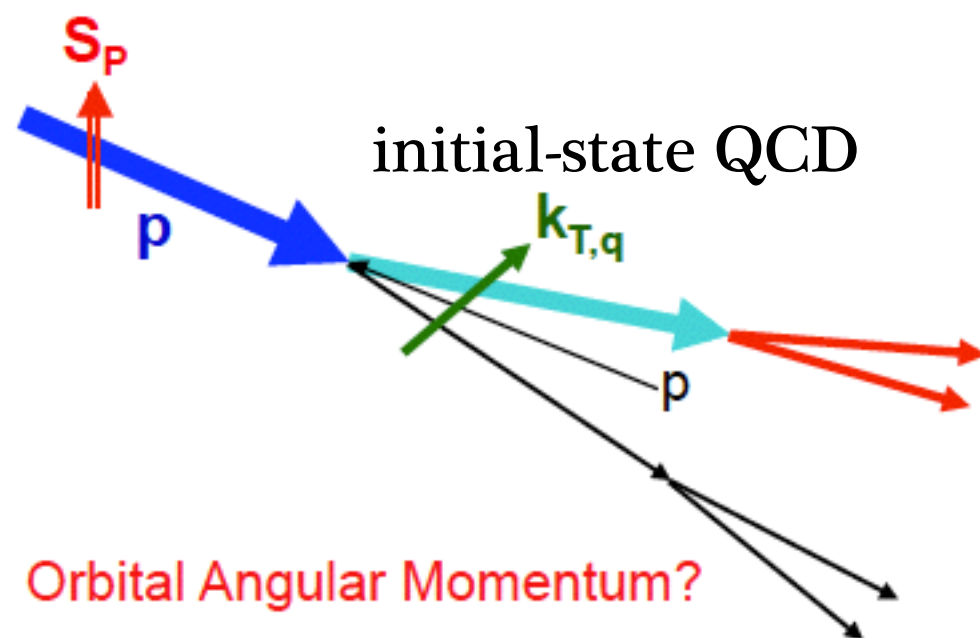 S_P
initial-state QCD
p
k_T,q
p
Orbital Angular Momentum?